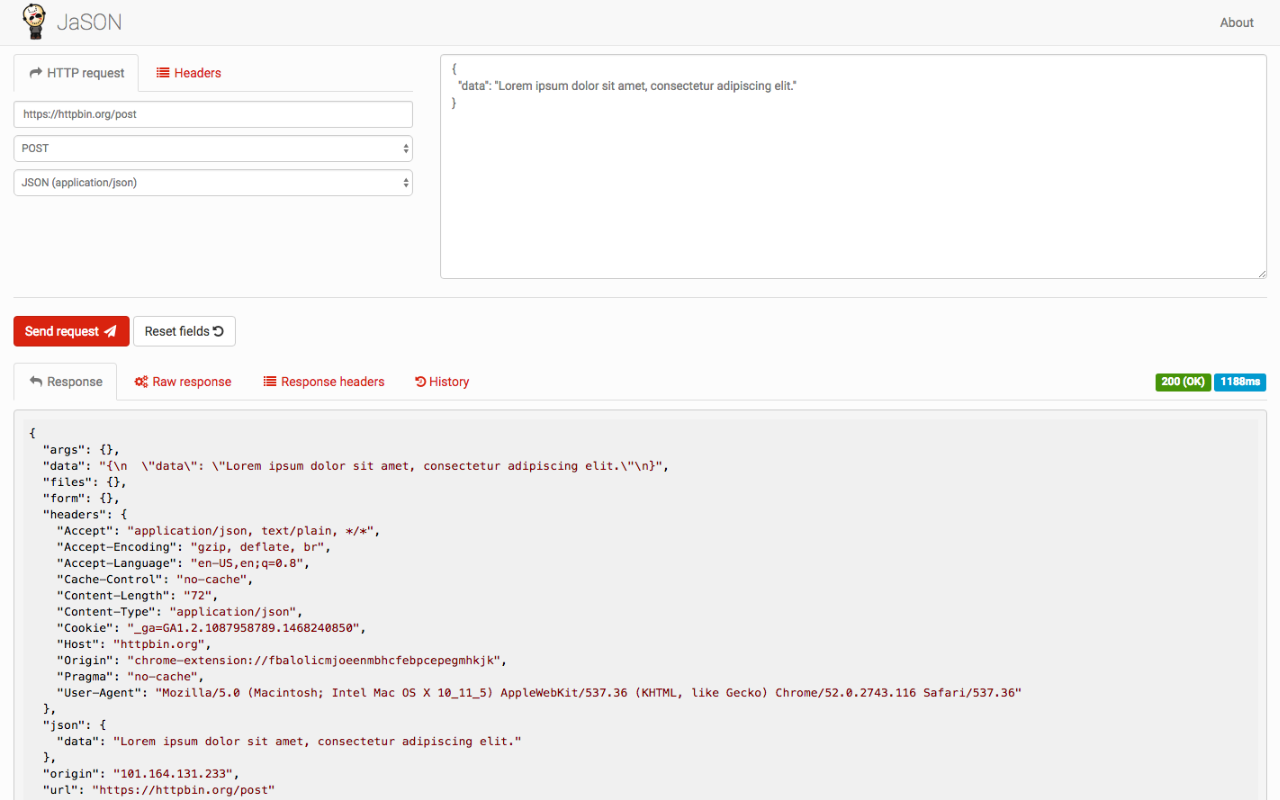 JaSON
About
HTTP request
Headers
https://httpbin.org/post
POST
JSON (application/json)
{
  "data": "Lorem ipsum dolor sit amet, consectetur adipiscing elit."
}
Send request
Reset fields
Response
Raw response
Response headers
History
200 (OK)
1188ms
{
  "args": {},
  "data": "{\n  \"data\": \"Lorem ipsum dolor sit amet, consectetur adipiscing elit.\"\n}",
  "files": {},
  "form": {},
  "headers": {
    "Accept": "application/json, text/plain, */*",
    "Accept-Encoding": "gzip, deflate, br",
    "Accept-Language": "en-US,en;q=0.8",
    "Cache-Control": "no-cache",
    "Content-Length": "72",
    "Content-Type": "application/json",
    "Cookie": "_ga=GA1.2.1087958789.1468240850",
    "Host": "httpbin.org",
    "Origin": "chrome-extension://fbalolicmjoeenmbhcfebpcepegmhkjk",
    "Pragma": "no-cache",
    "User-Agent": "Mozilla/5.0 (Macintosh; Intel Mac OS X 10_11_5) AppleWebKit/537.36 (KHTML, like Gecko) Chrome/52.0.2743.116 Safari/537.36"
  },
  "json": {
    "data": "Lorem ipsum dolor sit amet, consectetur adipiscing elit."
  },
  "origin": "101.164.131.233",
  "url": "https://httpbin.org/post"